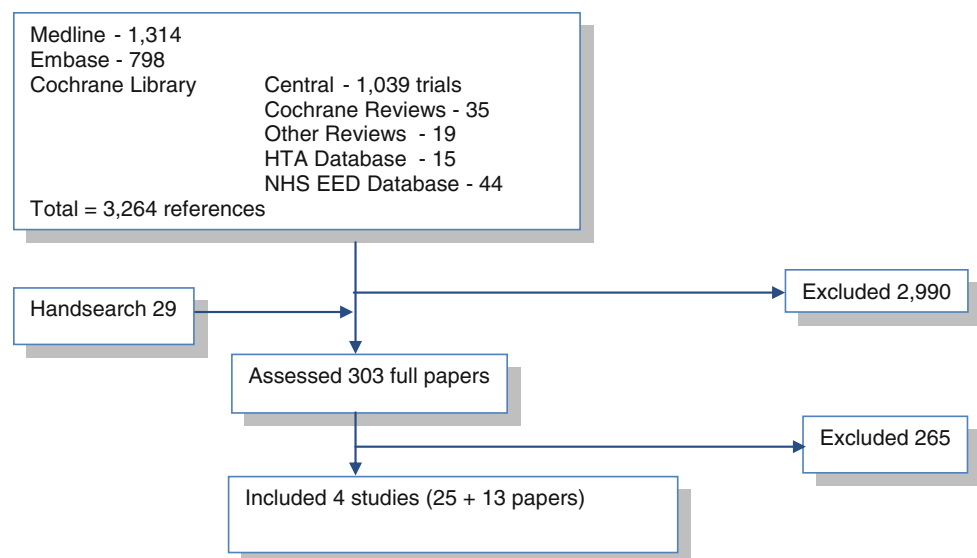 Medline - 1,314
Embase - 798
Cochrane Library Central - 1,039 trials
Cochrane Reviews - 35
Other Reviews - 19
HTA Database - 15
NHS EED Database - 44
Total = 3,264 references
Excluded 2,990
Handsearch 29
Assessed 303 full papers
Excluded 265
Included 4 studies (25 + 13 papers)